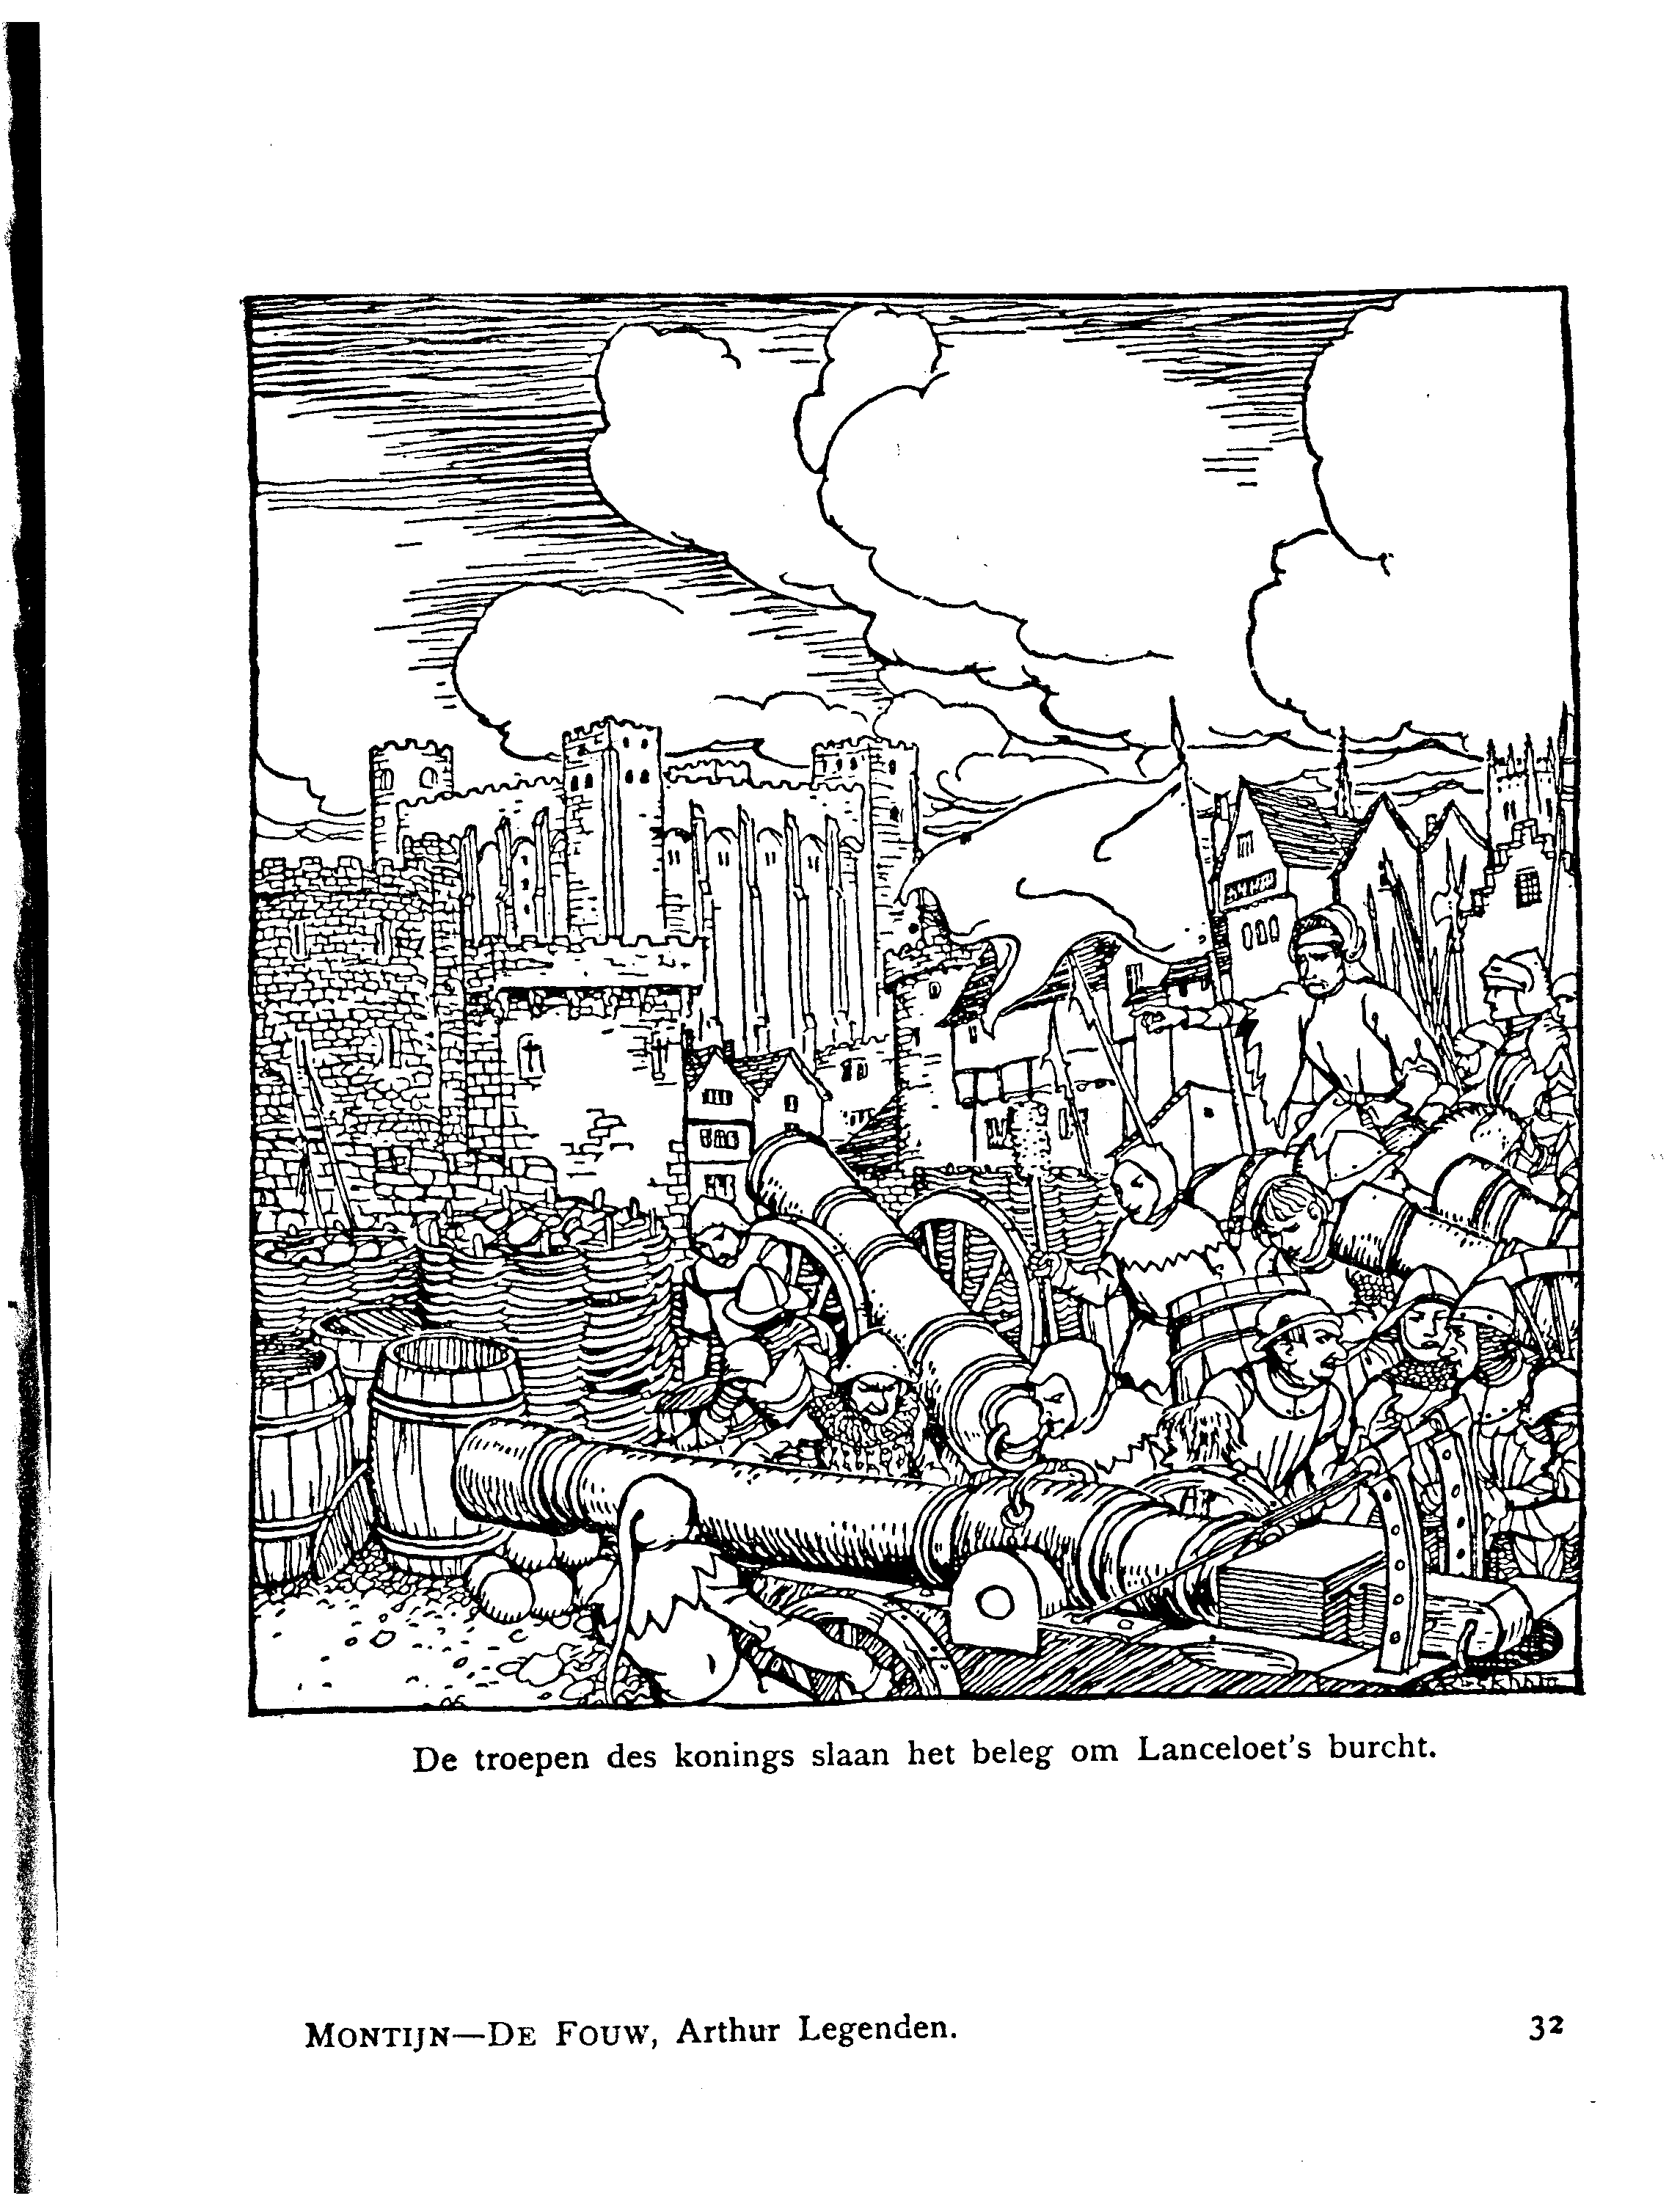 De troepen des konings slaan het beleg om Lanceloet's burcht.
MONTIJN—DE FOUW, Arthur Legenden. 32